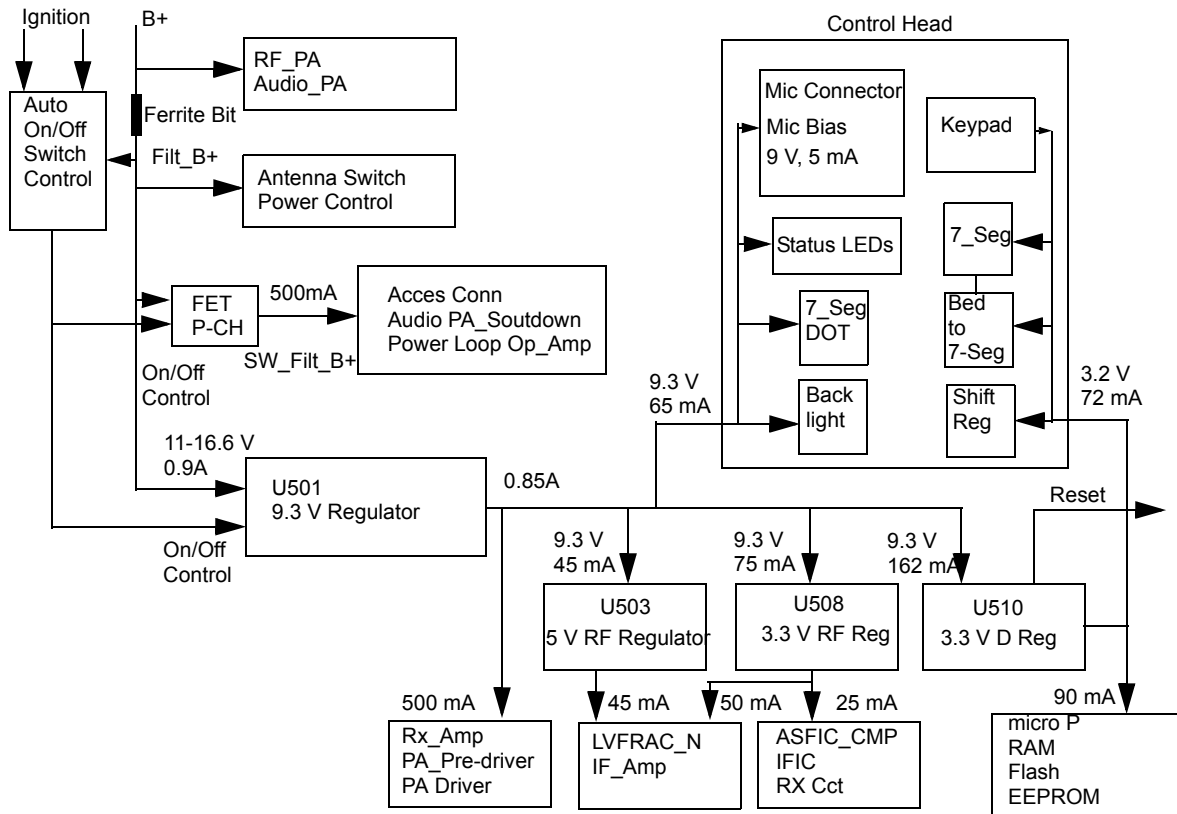 Ignition
B+
RF_PA
Audio_PA
Auto
On/Off
Switch
Control
Ferrite Bit
Filt_B+
Antenna Switch
Power Control
FET
P-CH
500mA
SW_Filt_B+
Acces Conn
Audio PA_Soutdown
Power Loop Op_Amp
On/Off
Control
11-16.6 V
0.9A
U501
9.3 V Regulator
On/Off
Control
0.85A
Control Head
Mic Connector
Mic Bias
9 V, 5 mA
Keypad
Status LEDs
7_Seg
7_Seg
DOT
Bed
to
7-Seg
Back
light
Shift
Reg
9.3 V
65 mA
3.2 V
72 mA
Reset
9.3 V
45 mA
9.3 V
75 mA
9.3 V
162 mA
U503
5 V RF Regulator
U508
3.3 V RF Reg
U510
3.3 V D Reg
500 mA
45 mA
50 mA
25 mA
90 mA
Rx_Amp
PA_Pre-driver
PA Driver
LVFRAC_N
IF_Amp
ASFIC_CMP
IFIC
RX Cct
micro P
RAM
Flash
EEPROM